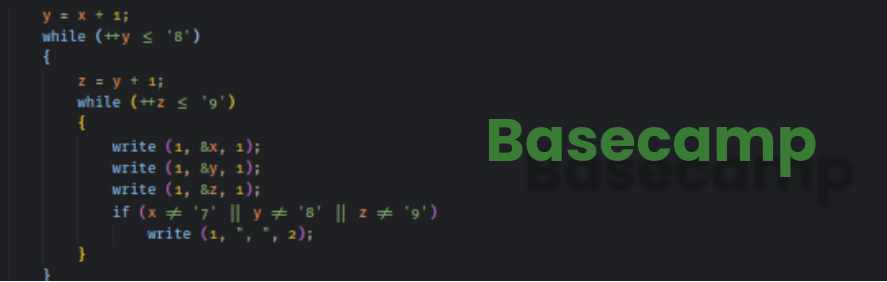 y = x + 1;
while (++y ≤ '8')
{
z = y + 1;
while (++z ≤ '9')
{
write (1, &x, 1);
write (1, &y, 1);
write (1, &z, 1);
if (x ≠ '7' || y ≠ '8' || z ≠ '9')
write (1, ", ", 2);
}
}
Basecamp
Basecamp